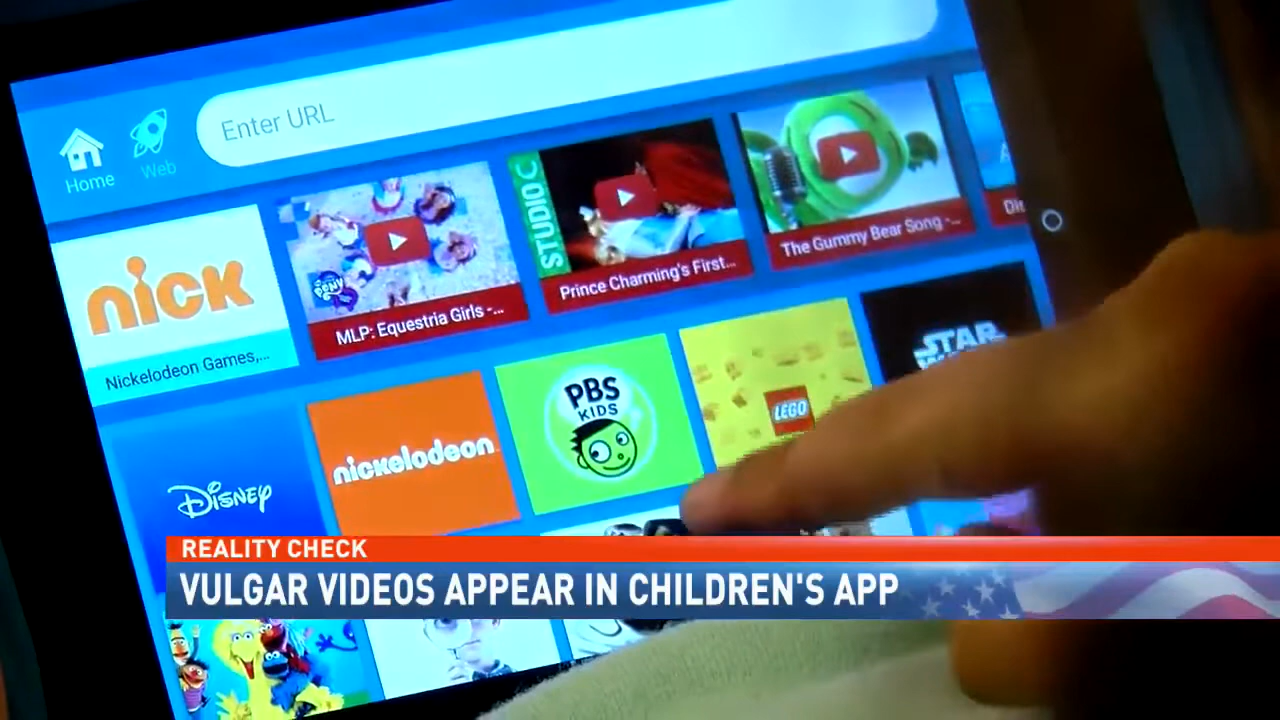 Enter URL
Home
Web
nick
Nickelodeon Games,...
MLP: Equestria Girls -...
STUDIO C
Prince Charming's First...
The Gummy Bear Song -...
PONY
Disney
nickelodeon
PBS
KIDS
LEGO
STAR
REALITY CHECK
VULGAR VIDEOS APPEAR IN CHILDREN'S APP